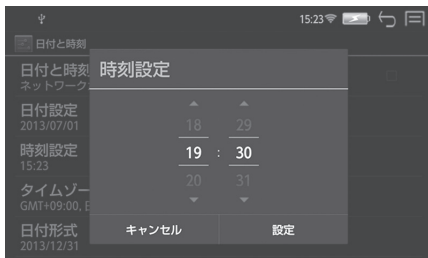 15:23
日付と時刻
日付と時刻
ネットワーク
時刻設定
日付設定
2013/07/01
18 29
19 : 30
20 31
時刻設定
15:23
タイムゾー
GMT+09:00,
キャンセル 設定
日付形式
2013/12/31